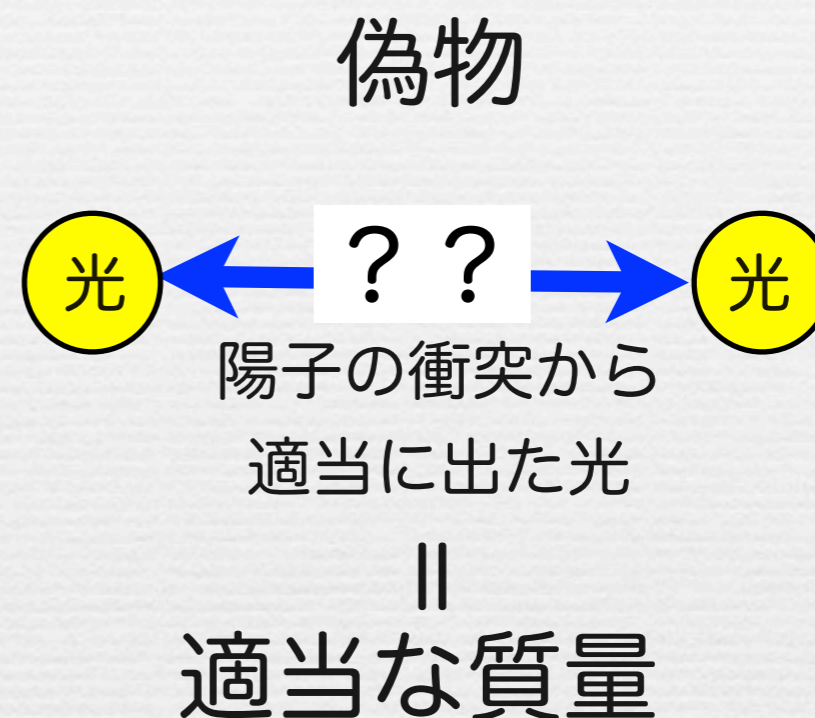 偽物
光 ？？ 光
陽子の衝突から
適当に出た光
=
適当な質量